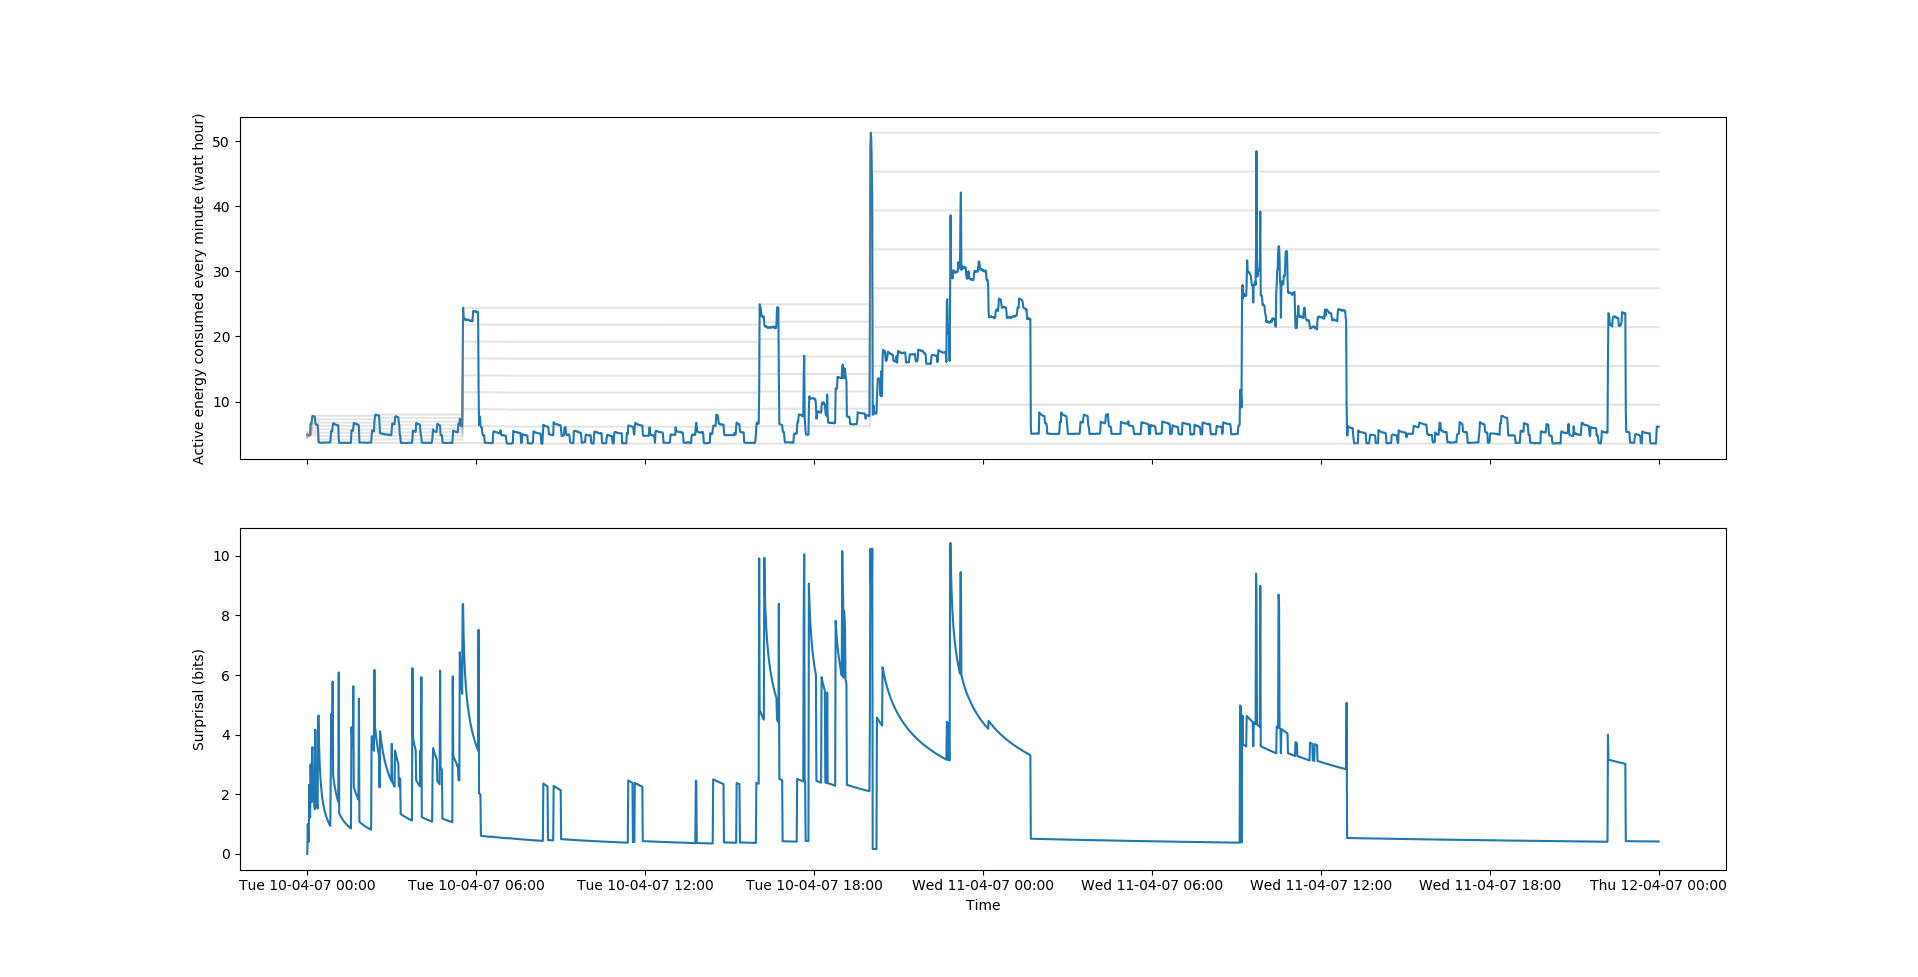 Active energy consumed every minute (watt hour)
50
40
30
20
10
Surprisal (bits)
10
8
6
4
2
0
Tue 10-04-07 00:00 Tue 10-04-07 06:00 Tue 10-04-07 12:00 Tue 10-04-07 18:00 Wed 11-04-07 00:00 Wed 11-04-07 06:00 Wed 11-04-07 12:00 Wed 11-04-07 18:00 Thu 12-04-07 00:00
Time